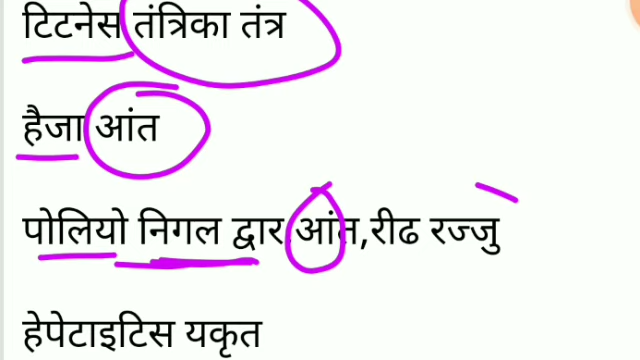 टिटनेस तंत्रिका तंत्र
हैजा आंत
पोलियो निगल द्वार,आंत,रीढ रज्जु
हेपेटाइटिस यकृत